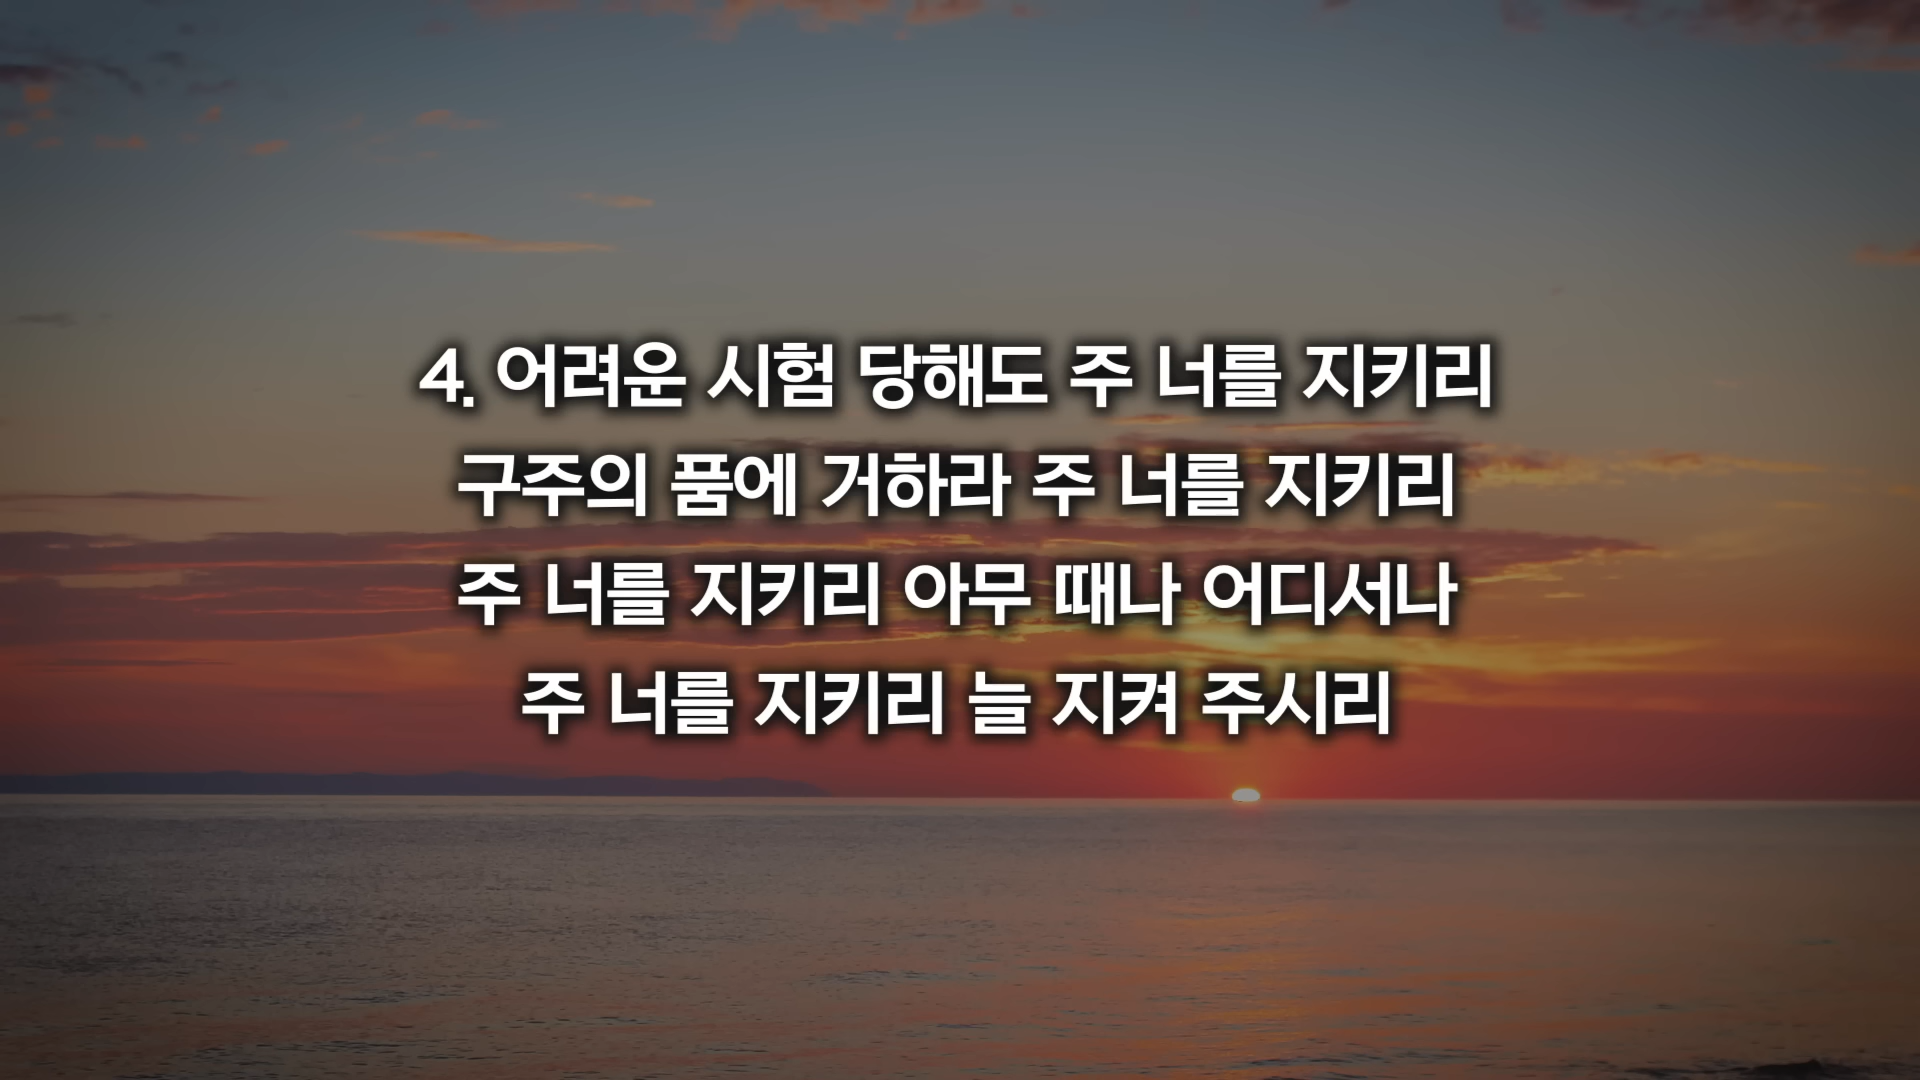 4. 어려운 시험 당해도 주 너를 지키리
구주의 품에 거하라 주 너를 지키리
주 너를 지키리 아무 때나 어디서나
주 너를 지키리 늘 지켜 주시리